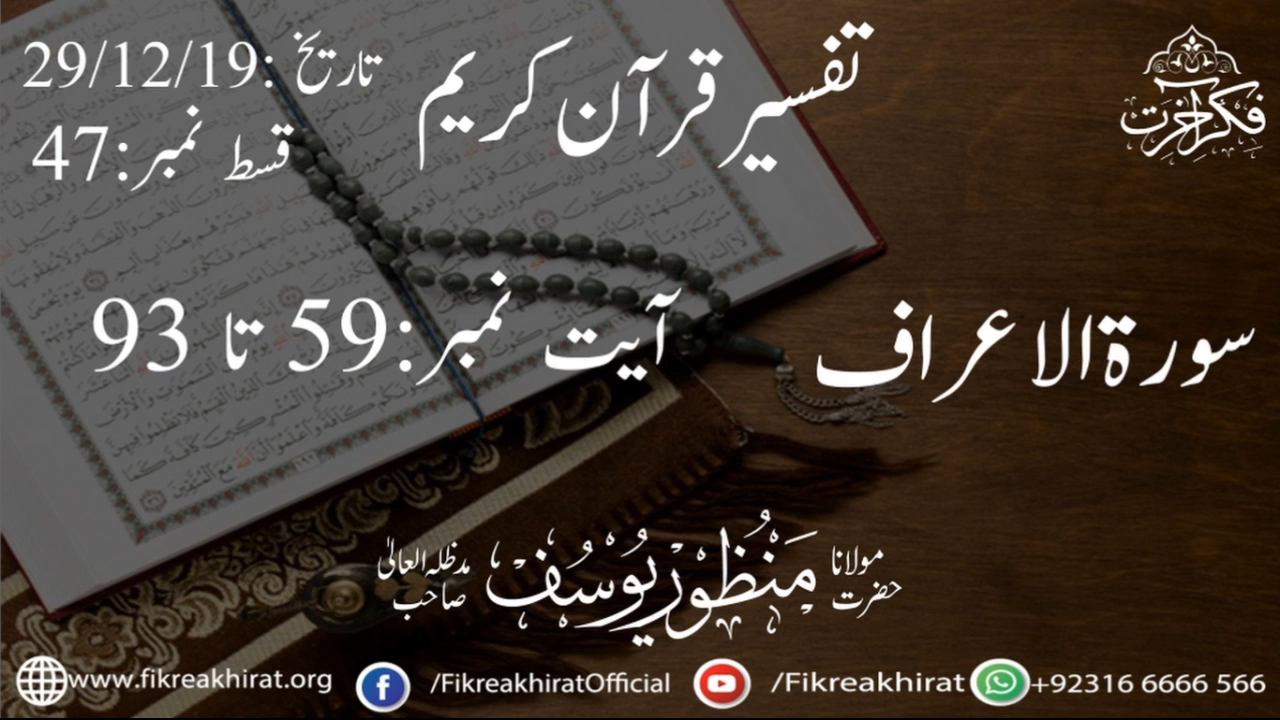 فکر آخرت
تفسیر قرآن کریم
تاریخ :29/12/19
قسط نمبر:47
سورۃ الاعراف
آیت نمبر:59 تا 93
حضرت مولانا منظور یوسف صاحب مدظلہ العالیٰ
www.fikreakhirat.org
/FikreakhiratOfficial
/Fikreakhirat
+92316 6666 566